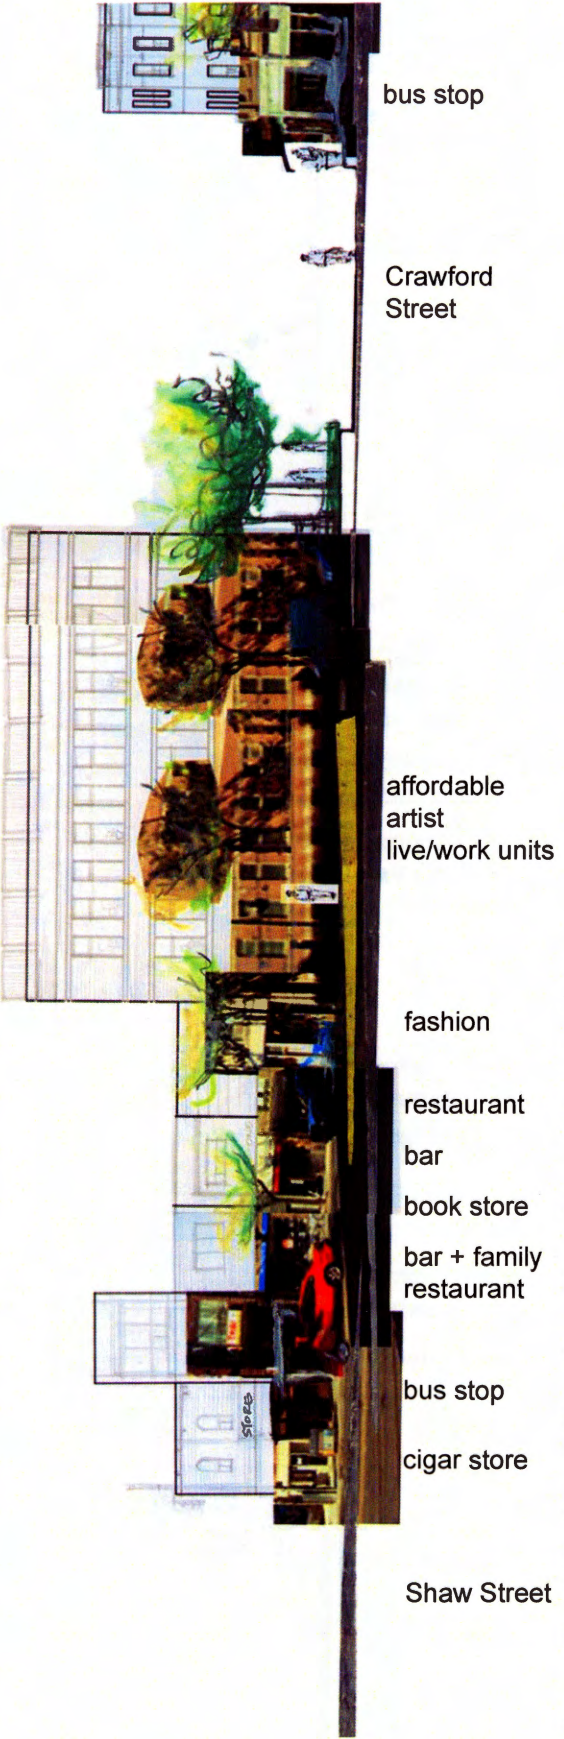 bus stop
Crawford
Street
affordable
artist
live/work units
fashion
restaurant
bar
book store
bar + family
restaurant
bus stop
STORE
cigar store
Shaw Street